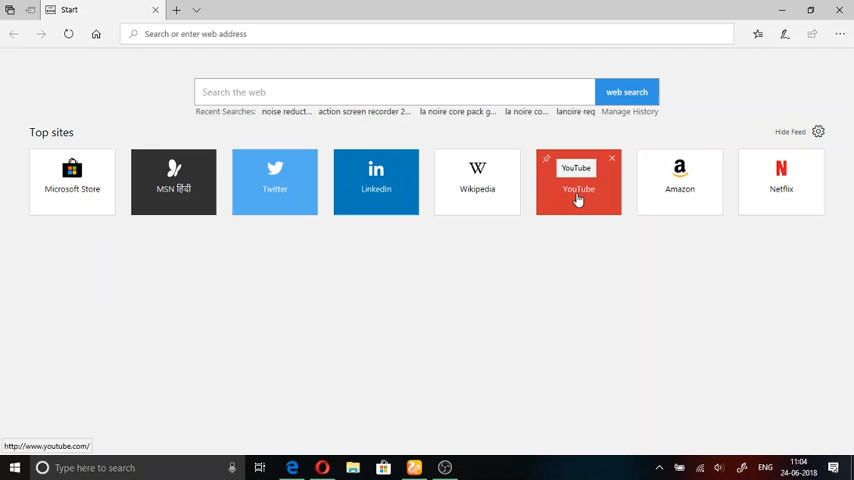 Start
Search or enter web address
Search the web
web search
Recent Searches: noise reduct... action screen recorder 2... la noire core pack g... la noire co... lanoire req Manage History
Top sites
Hide Feed
Microsoft Store
MSN हिंदी
Twitter
in
LinkedIn
W
Wikipedia
YouTube
YouTube
a
Amazon
N
Netflix
http://www.youtube.com/
Type here to search
ENG
11:04
24-06-2018